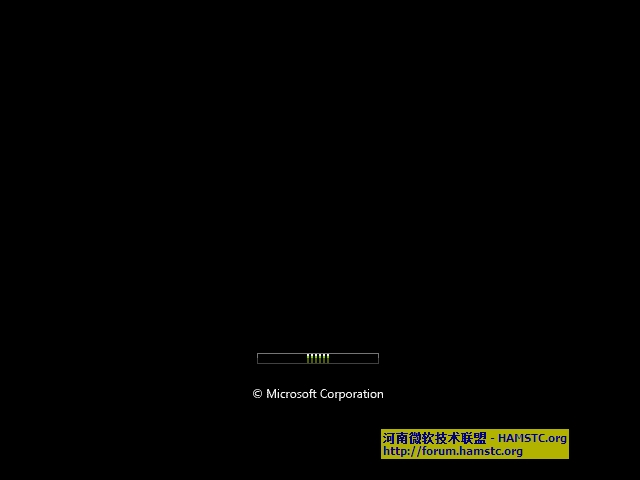 © Microsoft Corporation
河南微软技术联盟 - HAMSTC.org
http://forum.hamstc.org